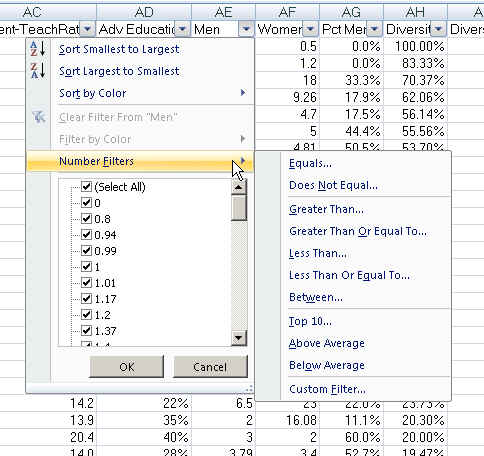 AC AD AE AF AG AH
ent-TeachRat Adv Educatio Men Women Pct Men Diversit Divers
0.5 0.0% 100.00%
1.2 0.0% 83.33%
18 33.3% 70.37%
9.26 17.9% 62.06%
4.7 17.5% 56.14%
5 44.4% 55.56%
4.81 50.5% 53.70%
Sort Smallest to Largest
Sort Largest to Smallest
Sort by Color
Clear Filter From "Men"
Filter by Color
Number Filters
(Select All)
0
0.8
0.94
0.99
1
1.01
1.17
1.2
1.37
1.4
OK Cancel
Equals...
Does Not Equal...
Greater Than...
Greater Than Or Equal To...
Less Than...
Less Than Or Equal To...
Between...
Top 10...
Above Average
Below Average
Custom Filter...
14.2 22% 6.5 23 22.0% 23.73%
13.9 35% 2 16.08 11.1% 20.30%
20.4 40% 3 2 60.0% 20.00%
14.0 28% 3.79 3.4 52.7% 19.47%